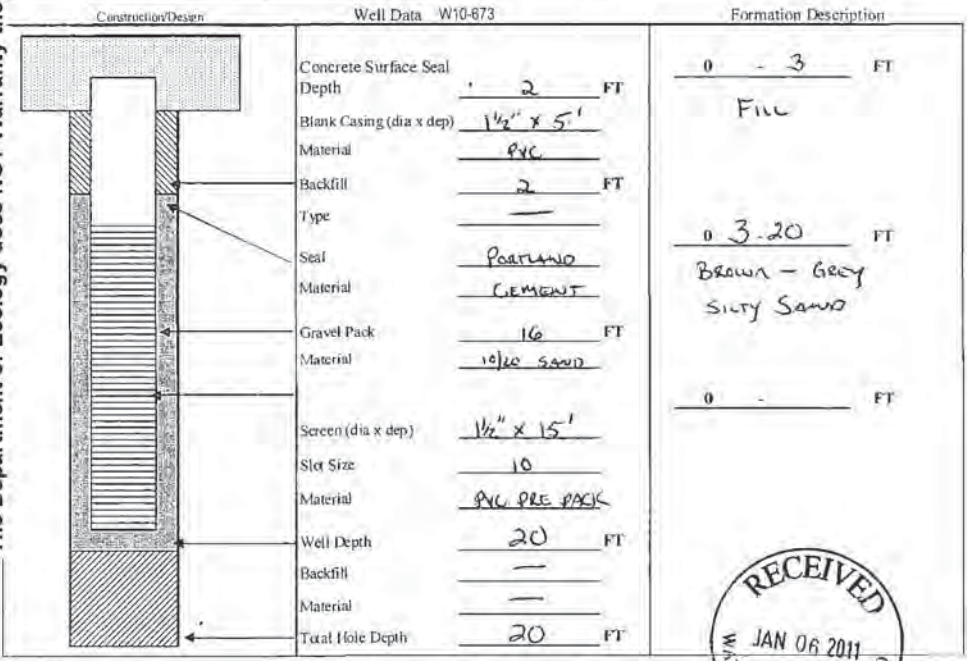 Construction/Design
Well Data W10-673
Formation Description
Concrete Surface Seal
Depth 2 FT
Blank Casing (dia x dep) 1½" x 5'
Material PVC
Backfill 2 FT
Type —
Seal PORTLAND
Material CEMENT
Gravel Pack 16 FT
Material 10/20 SAND
Screen (dia x dep) 1½" x 15'
Slot Size 10
Material PVC PRE PACK
Well Depth 20 FT
Backfill —
Material —
Total Hole Depth 20 FT
0 - 3 FT
FILL
0 3-20 FT
BROWN - GREY
SILTY SAND
0 - FT
RECEIVED
JAN 06 2011